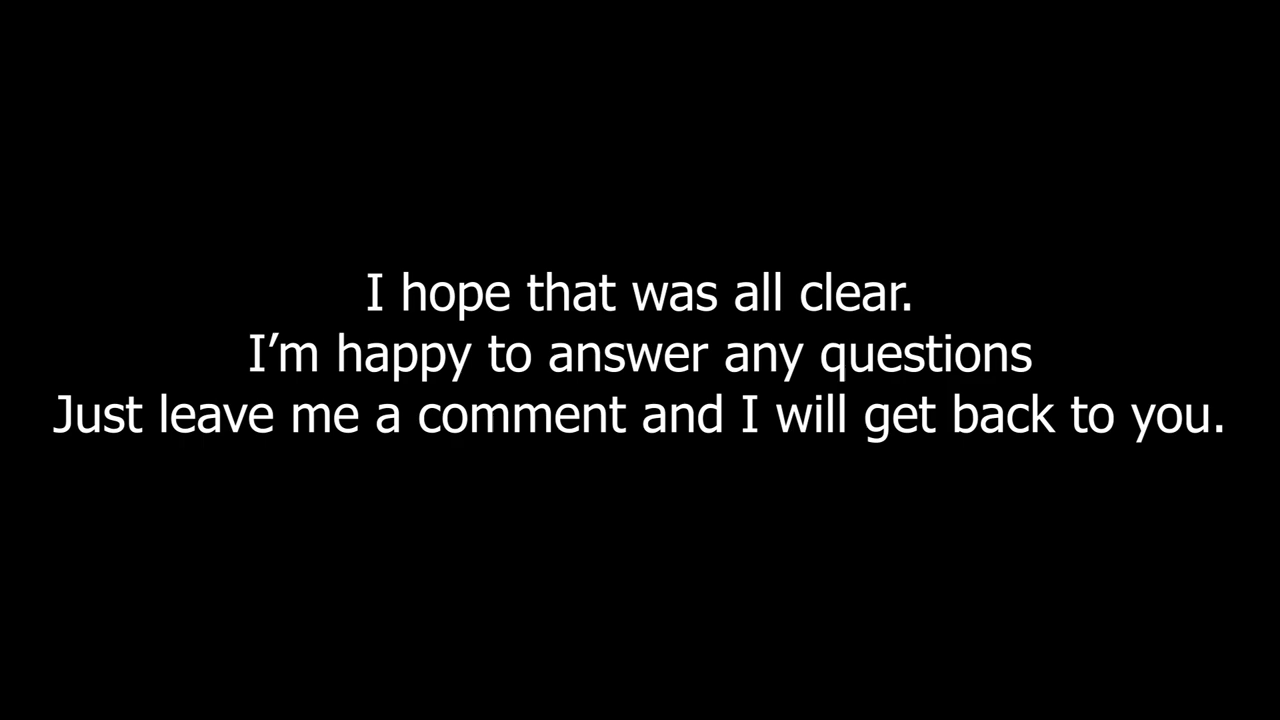 I hope that was all clear.
I’m happy to answer any questions
Just leave me a comment and I will get back to you.